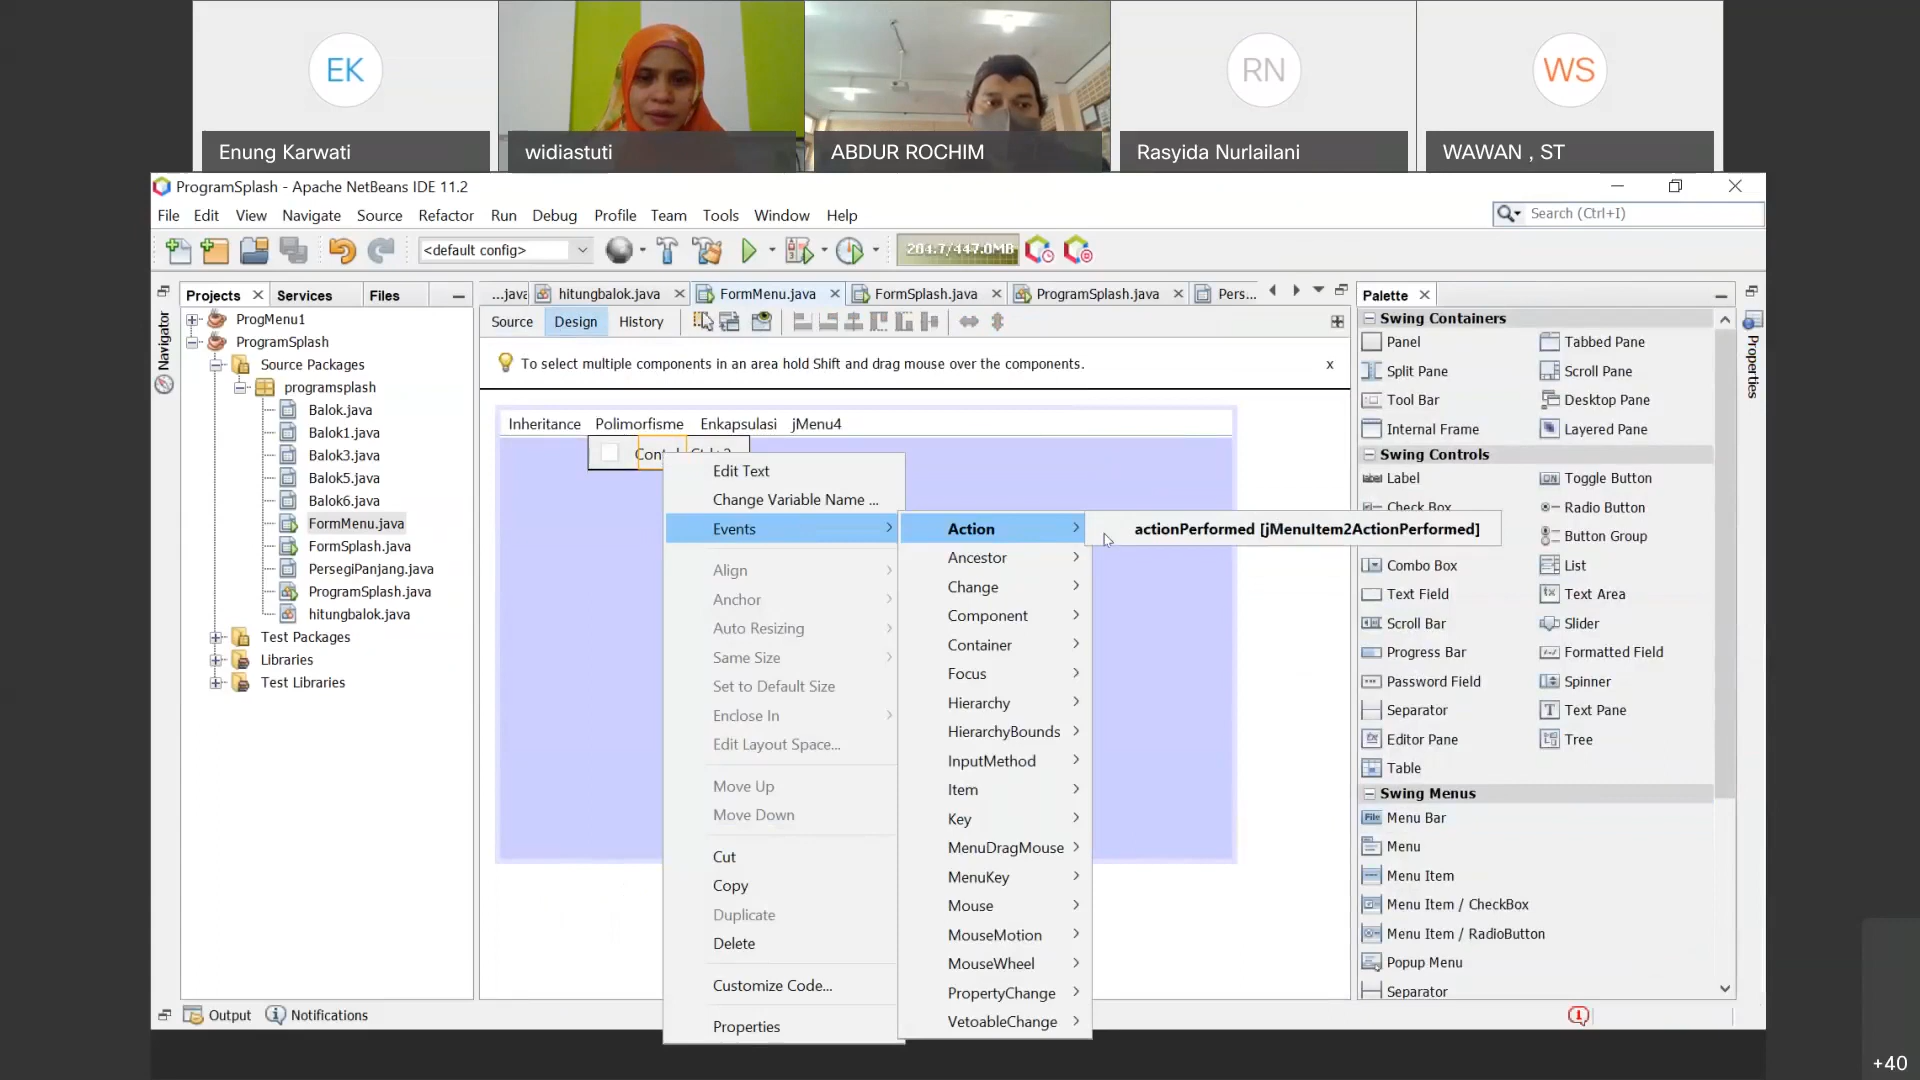 EK
RN
WS
Enung Karwati
widiastuti
ABDUR ROCHIM
Rasyida Nurlailani
WAWAN , ST
ProgramSplash - Apache NetBeans IDE 11.2
File Edit View Navigate Source Refactor Run Debug Profile Team Tools Window Help
Search (Ctrl+I)
<default config>
Projects
Services
Files
...java
hitungbalok.java
FormMenu.java
FormSplash.java
ProgramSplash.java
Pers...
Palette
Navigator
Properties
Source
Design
History
To select multiple components in an area hold Shift and drag mouse over the components.
x
ProgMenu1
ProgramSplash
Source Packages
programsplash
Balok.java
Balok1.java
Balok3.java
Balok5.java
Balok6.java
FormMenu.java
FormSplash.java
PersegiPanjang.java
ProgramSplash.java
hitungbalok.java
Test Packages
Libraries
Test Libraries
Inheritance Polimorfisme Enkapsulasi jMenu4
Edit Text
Change Variable Name ...
Events
Align
Anchor
Auto Resizing
Same Size
Set to Default Size
Enclose In
Edit Layout Space...
Move Up
Move Down
Cut
Copy
Duplicate
Delete
Customize Code...
Properties
Action
Ancestor
Change
Component
Container
Focus
Hierarchy
HierarchyBounds
InputMethod
Item
Key
MenuDragMouse
MenuKey
Mouse
MouseMotion
MouseWheel
PropertyChange
VetoableChange
actionPerformed [jMenuItem2ActionPerformed]
Swing Containers
Panel
Tabbed Pane
Split Pane
Scroll Pane
Tool Bar
Desktop Pane
Internal Frame
Layered Pane
Swing Controls
Label
Toggle Button
Check Box
Radio Button
Button Group
Combo Box
List
Text Field
Text Area
Scroll Bar
Slider
Progress Bar
Formatted Field
Password Field
Spinner
Separator
Text Pane
Editor Pane
Tree
Table
Swing Menus
Menu Bar
Menu
Menu Item
Menu Item / CheckBox
Menu Item / RadioButton
Popup Menu
Separator
Output
Notifications
+40